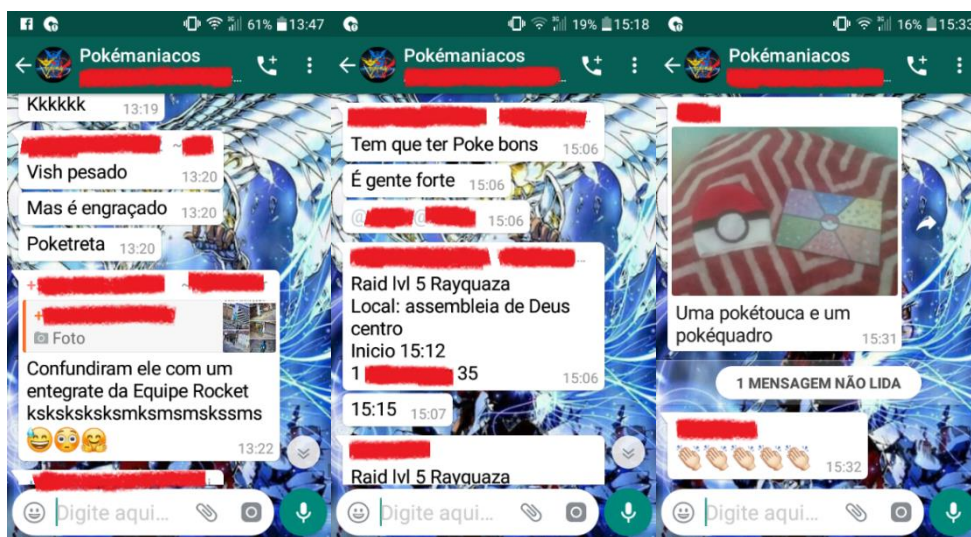 61% 13:47
Pokémaniacos
Kkkkkk 13:19
Vish pesado 13:20
Mas é engraçado 13:20
Poketreta 13:20
Foto
Confundiram ele com um
entegrate da Equipe Rocket
ksksksksksmksmsmskssms
13:22
Digite aqui...
19% 15:18
Pokémaniacos
Tem que ter Poke bons 15:06
É gente forte 15:06
@ @ 15:06
Raid lvl 5 Rayquaza
Local: assembleia de Deus
centro
Inicio 15:12
1 35 15:06
15:15 15:07
Raid lvl 5 Rayquaza
Digite aqui...
16% 15:33
Pokémaniacos
Uma pokétouca e um
pokéquadro 15:31
1 MENSAGEM NÃO LIDA
15:32
Digite aqui...